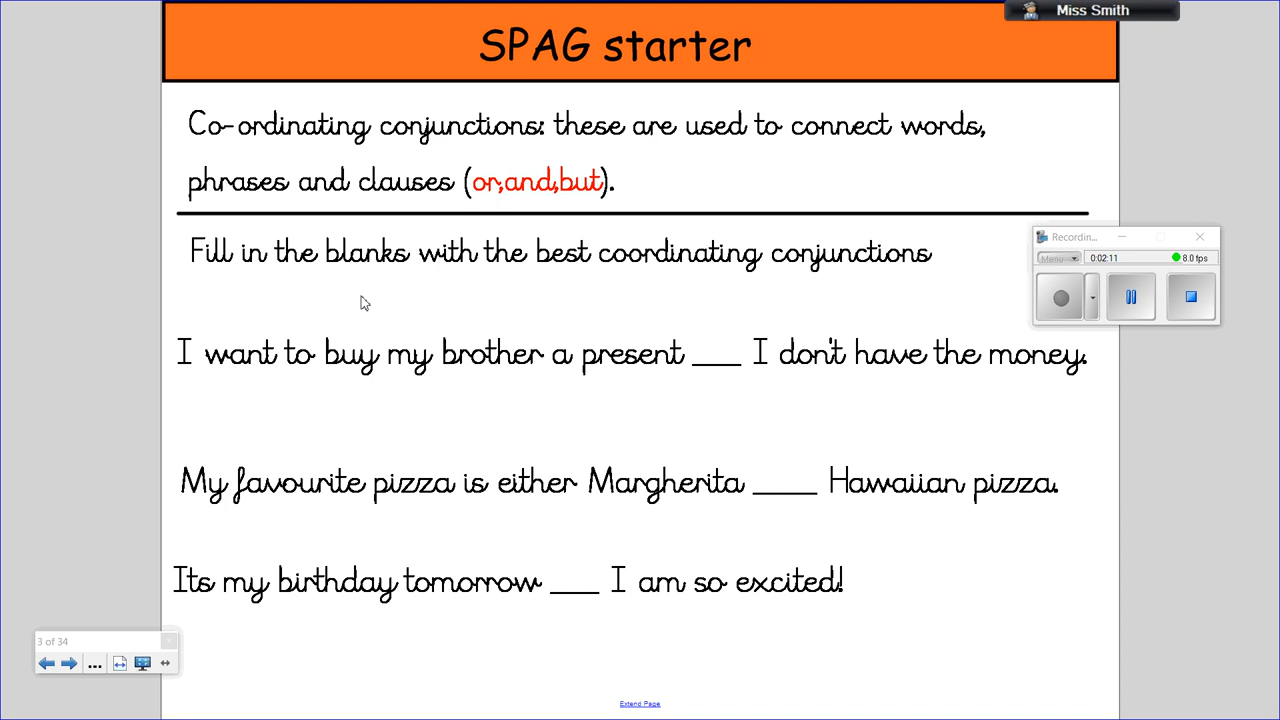 Miss Smith
SPAG starter
Co-ordinating conjunctions: these are used to connect words,
phrases and clauses (or,and,but).
Fill in the blanks with the best coordinating conjunctions
Recordin...
Menu
0:02:11
8.0 fps
I want to buy my brother a present ___ I don't have the money.
My favourite pizza is either Margherita ____ Hawaiian pizza.
Its my birthday tomorrow ___ I am so excited!
3 of 34
...
Extend Page